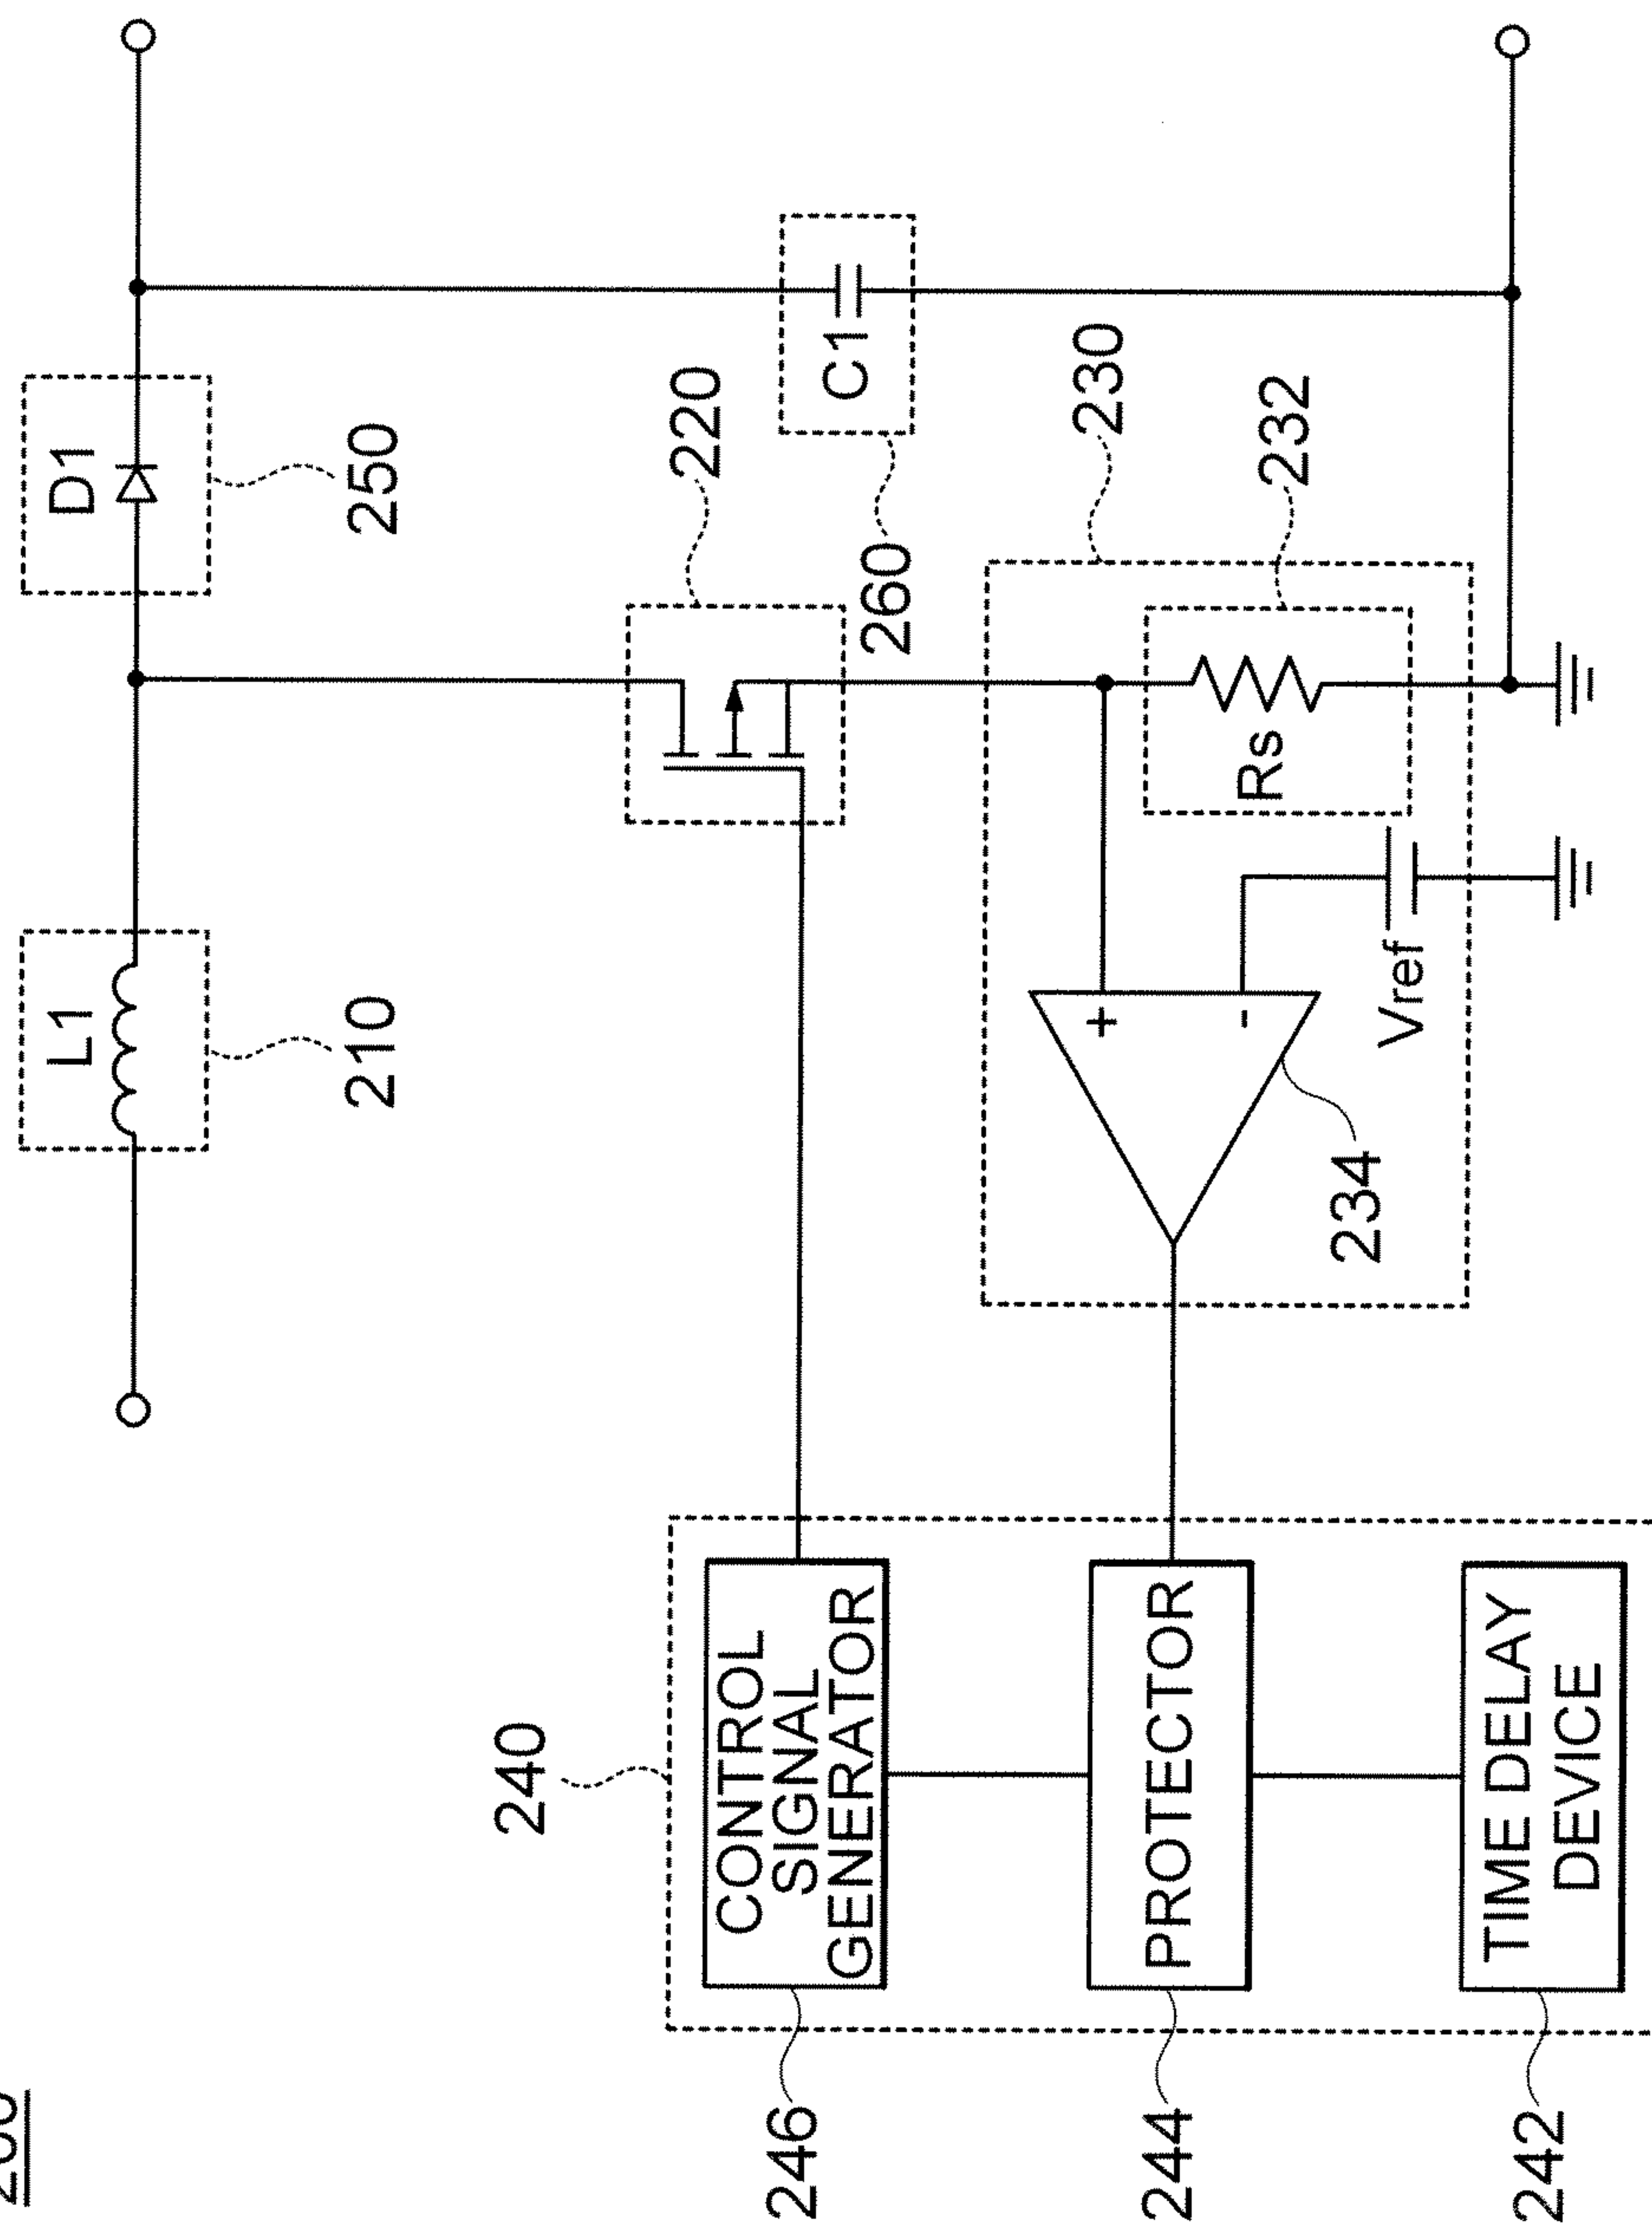 L1
D1
210
250
220
C1
260
230
232
Rs
Vref
+
-
234
240
CONTROL
SIGNAL
GENERATOR
PROTECTOR
TIME DELAY
DEVICE
246
244
242